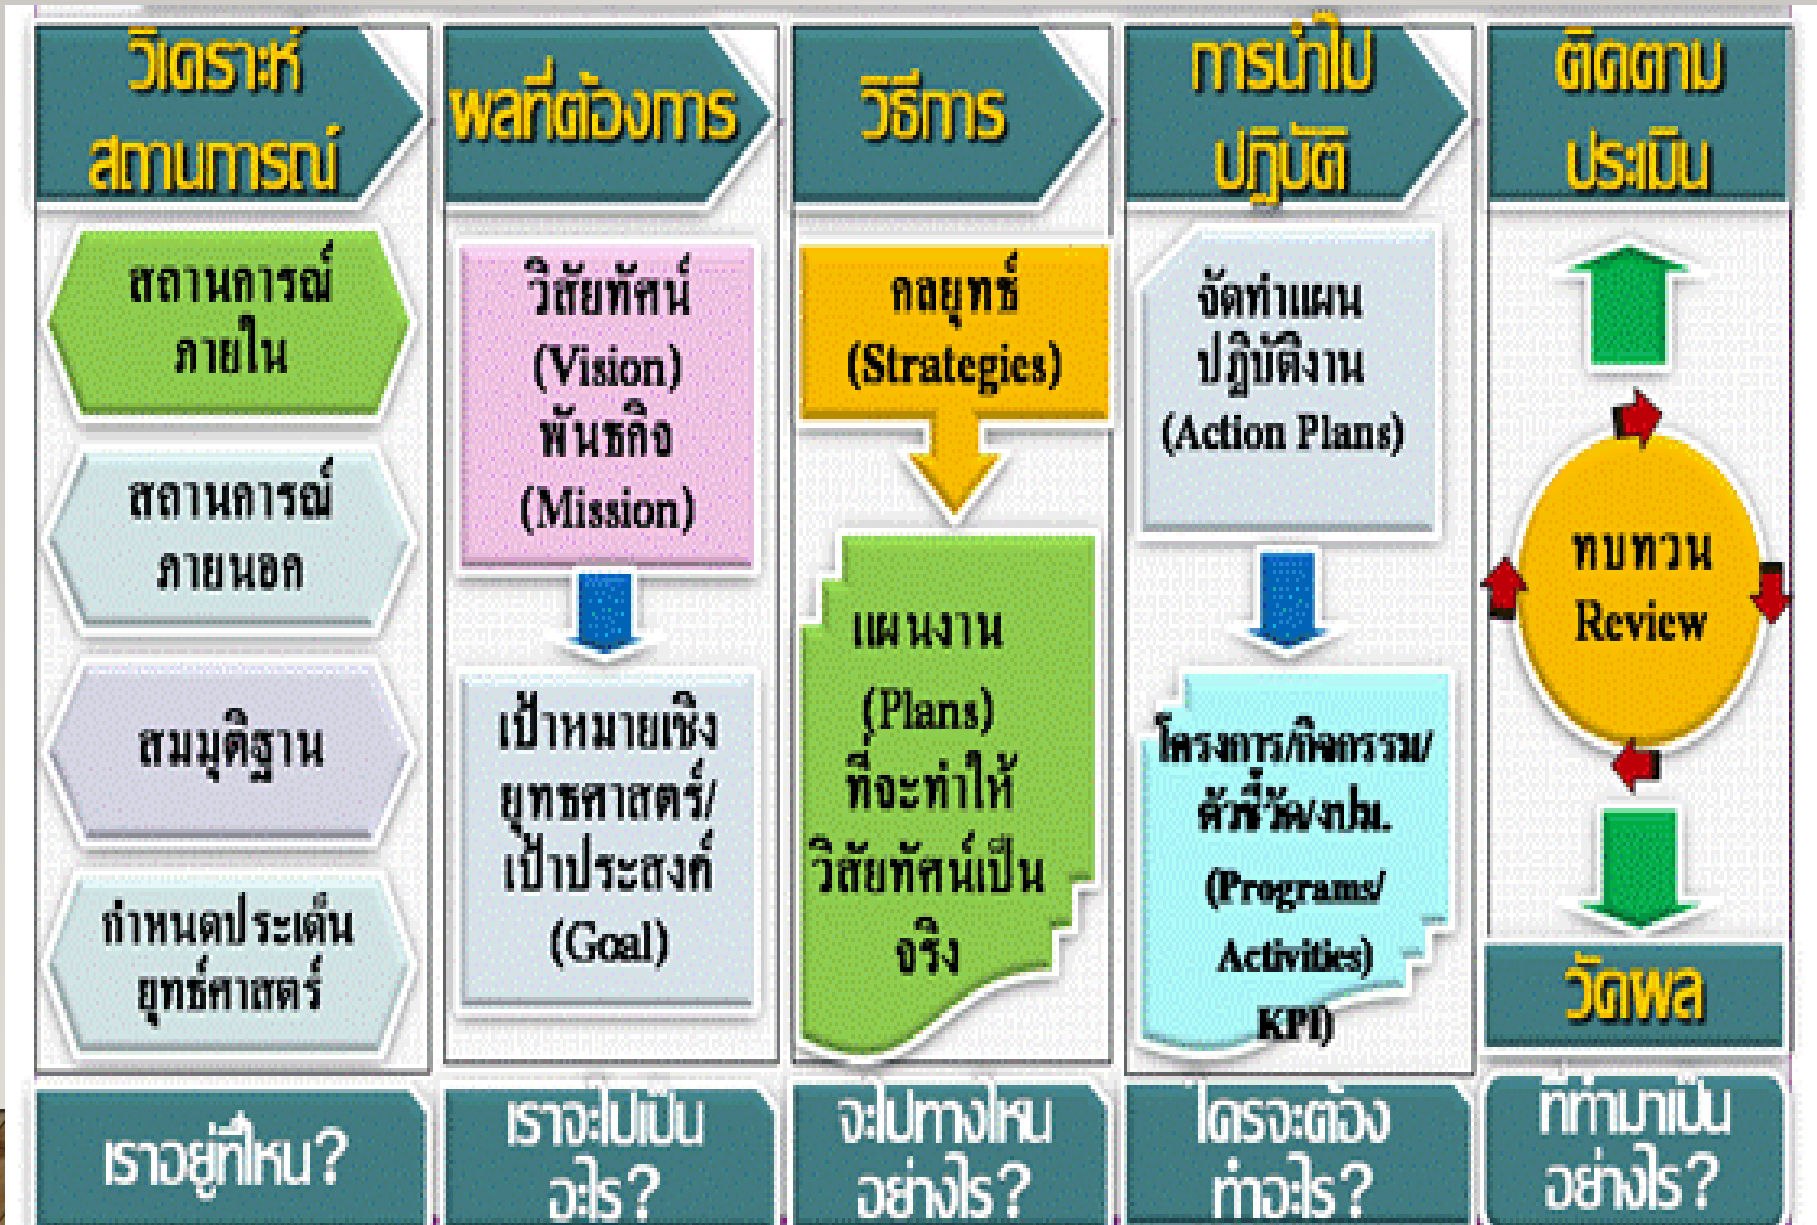 วิเคราะห์
สถานการณ์
สถานการณ์
ภายใน
สถานการณ์
ภายนอก
สมมุติฐาน
กำหนดประเด็น
ยุทธ์ศาสตร์
เราอยู่ที่ไหน?
ผลที่ต้องการ
วิสัยทัศน์
(Vision)
พันธกิจ
(Mission)
เป้าหมายเชิง
ยุทธศาสตร์/
เป้าประสงค์
(Goal)
เราจะไปเป็น
อะไร?
วิธีการ
กลยุทธ์
(Strategies)
แผนงาน
(Plans)
ที่จะทำให้
วิสัยทัศน์เป็น
จริง
จะไปทางไหน
อย่างไร?
การนำไป
ปฏิบัติ
จัดทำแผน
ปฏิบัติงาน
(Action Plans)
โครงการ/กิจกรรม/
ตัวชี้วัด/งปม.
(Programs/
Activities)
KPI)
ใครจะต้อง
ทำอะไร?
ติดตาม
ประเมิน
ทบทวน
Review
วัดผล
ที่ทำมาเป็น
อย่างไร?